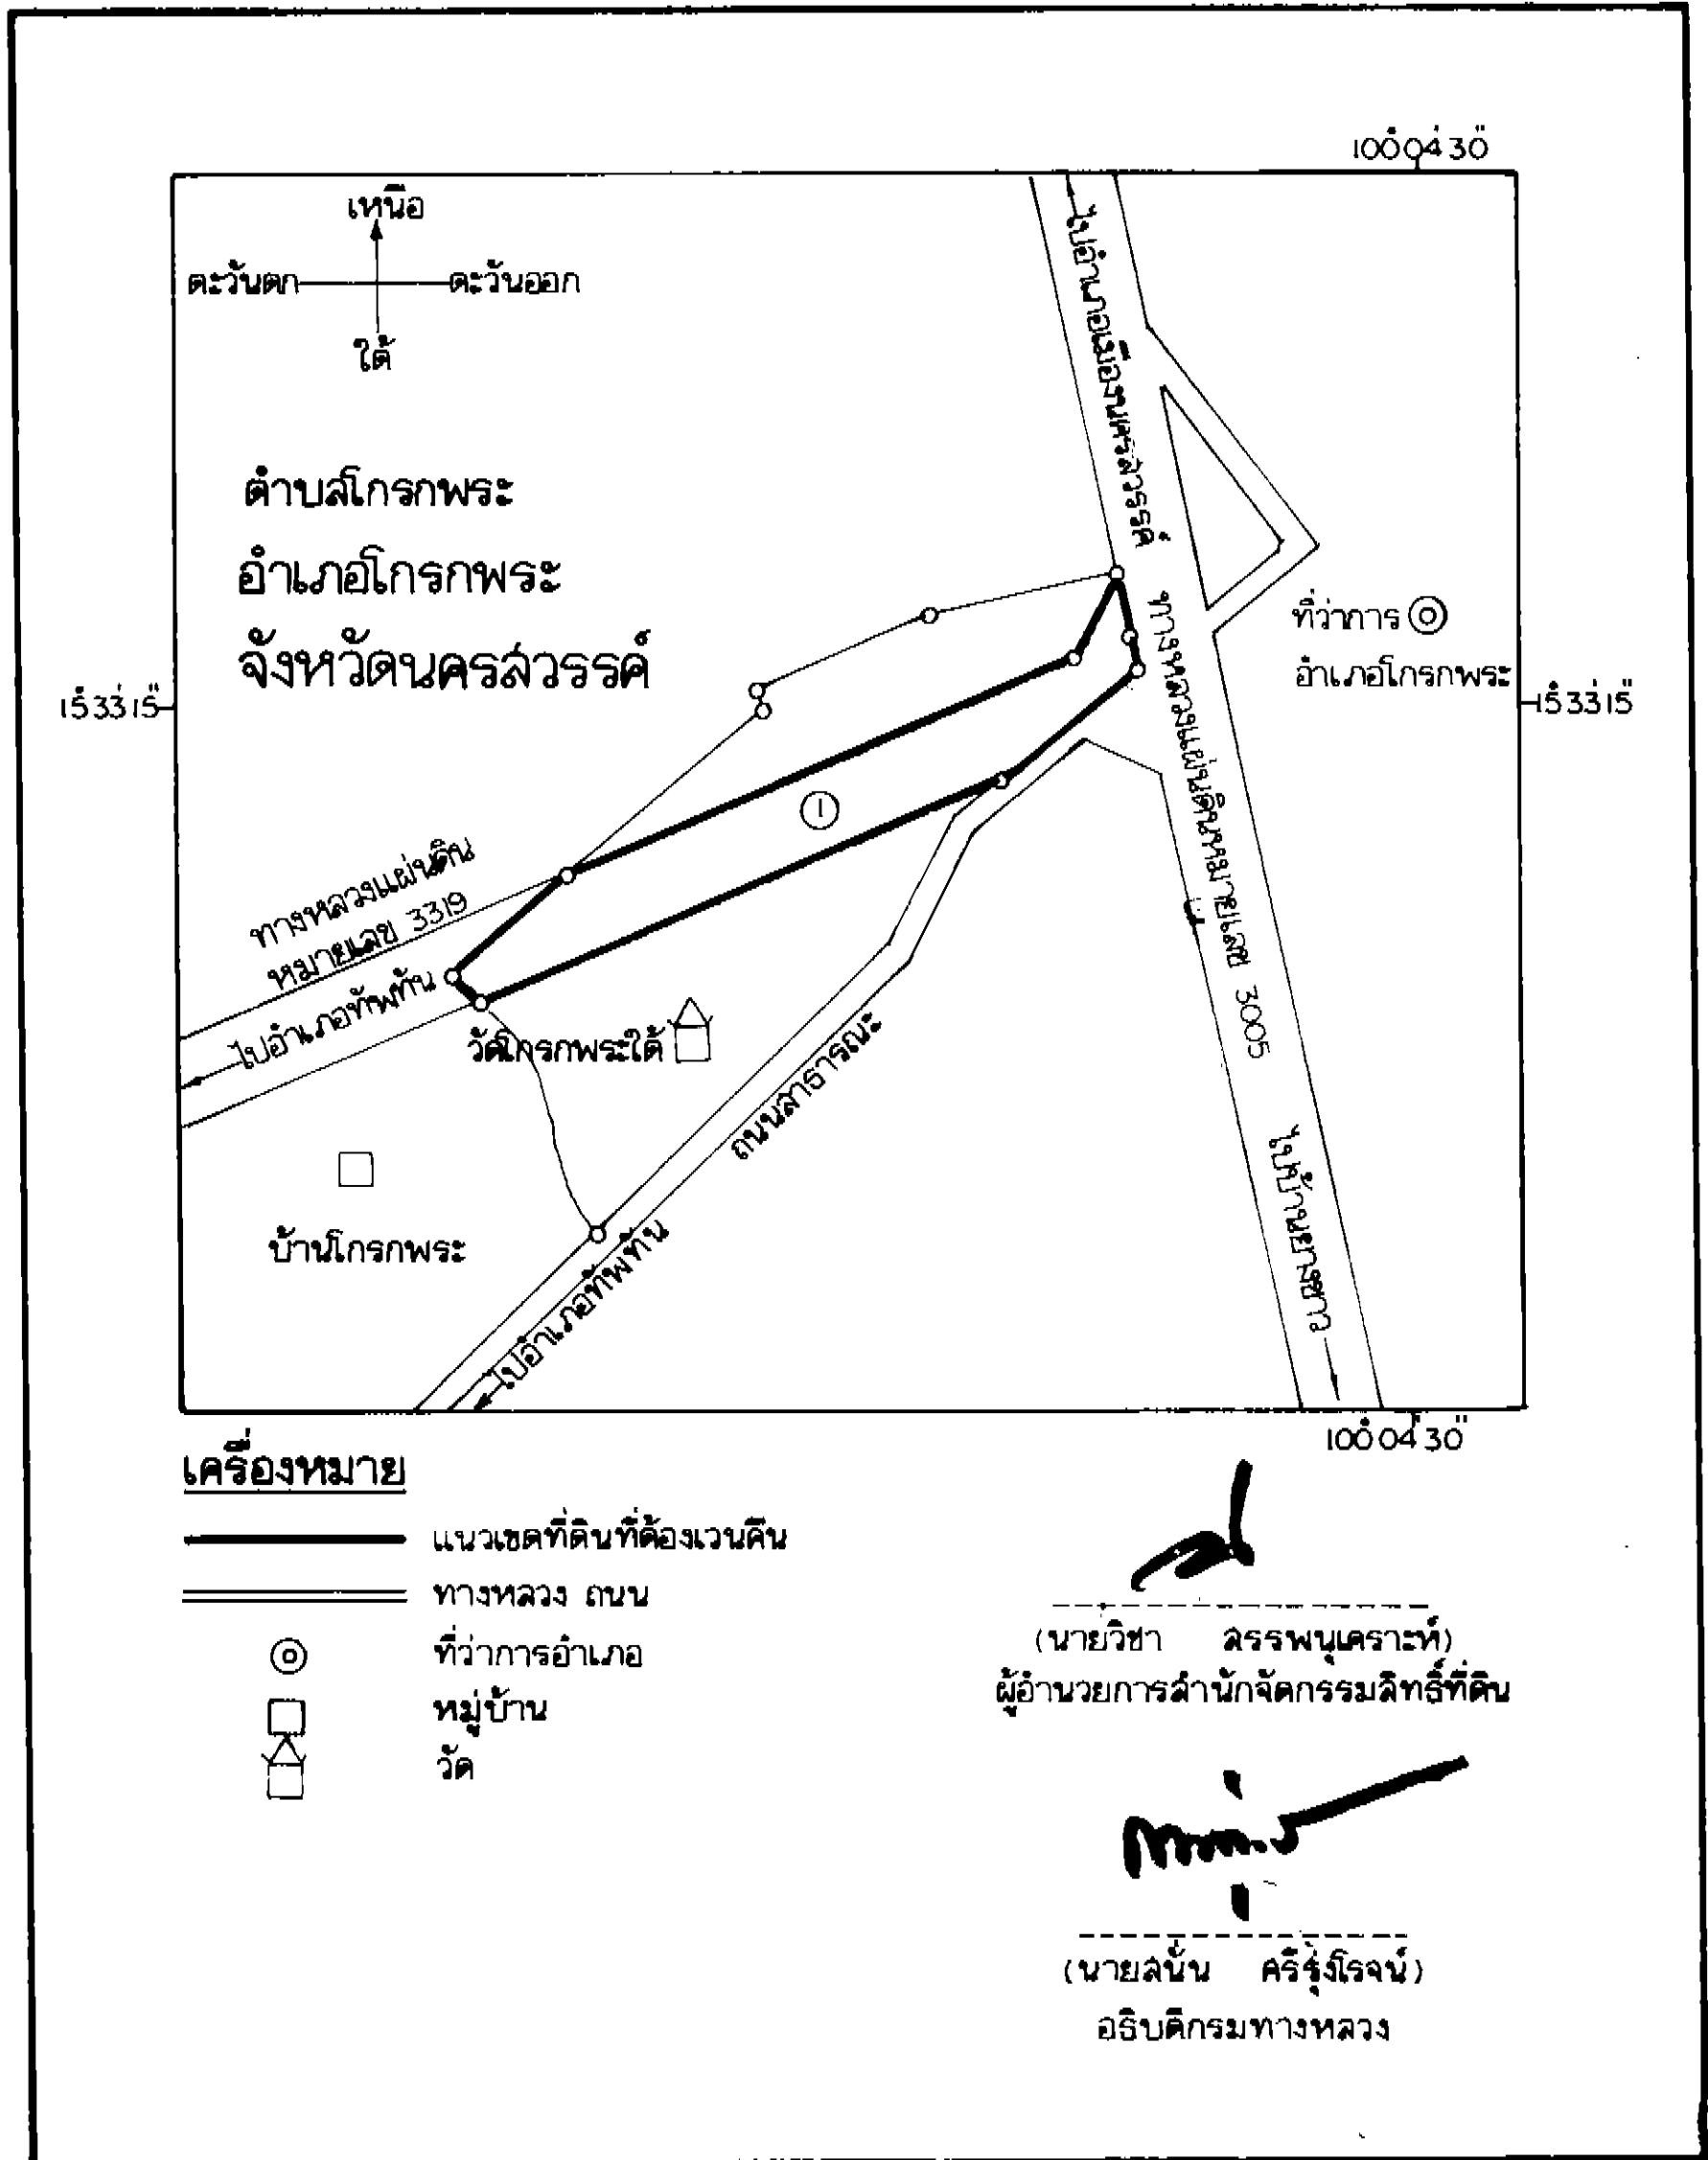 100°04'30"
เหนือ
ตะวันตก
ตะวันออก
ใต้
ไปอำเภอเมืองนครสวรรค์
ตำบลโกรกพระ
อำเภอโกรกพระ
จังหวัดนครสวรรค์
ที่ว่าการ
อำเภอโกรกพระ
15°33'15"
15°33'15"
ทางหลวงแผ่นดินหมายเลข 3005
1
ทางหลวงแผ่นดิน
หมายเลข 3319
ไปอำเภอทัพทัน
วัดโกรกพระใต้
ถนนสาธารณะ
ไปบ้านยางขาว
บ้านโกรกพระ
ไปอำเภอทัพทัน
100°04'30"
เครื่องหมาย
แนวเขตที่ดินที่ต้องเวนคืน
ทางหลวง ถนน
ที่ว่าการอำเภอ
หมู่บ้าน
วัด
(นายวิชา สรรพนุเคราะห์)
ผู้อำนวยการสำนักจัดกรรมสิทธิ์ที่ดิน
(นายสนั่น ศรีรุ่งโรจน์)
อธิบดีกรมทางหลวง